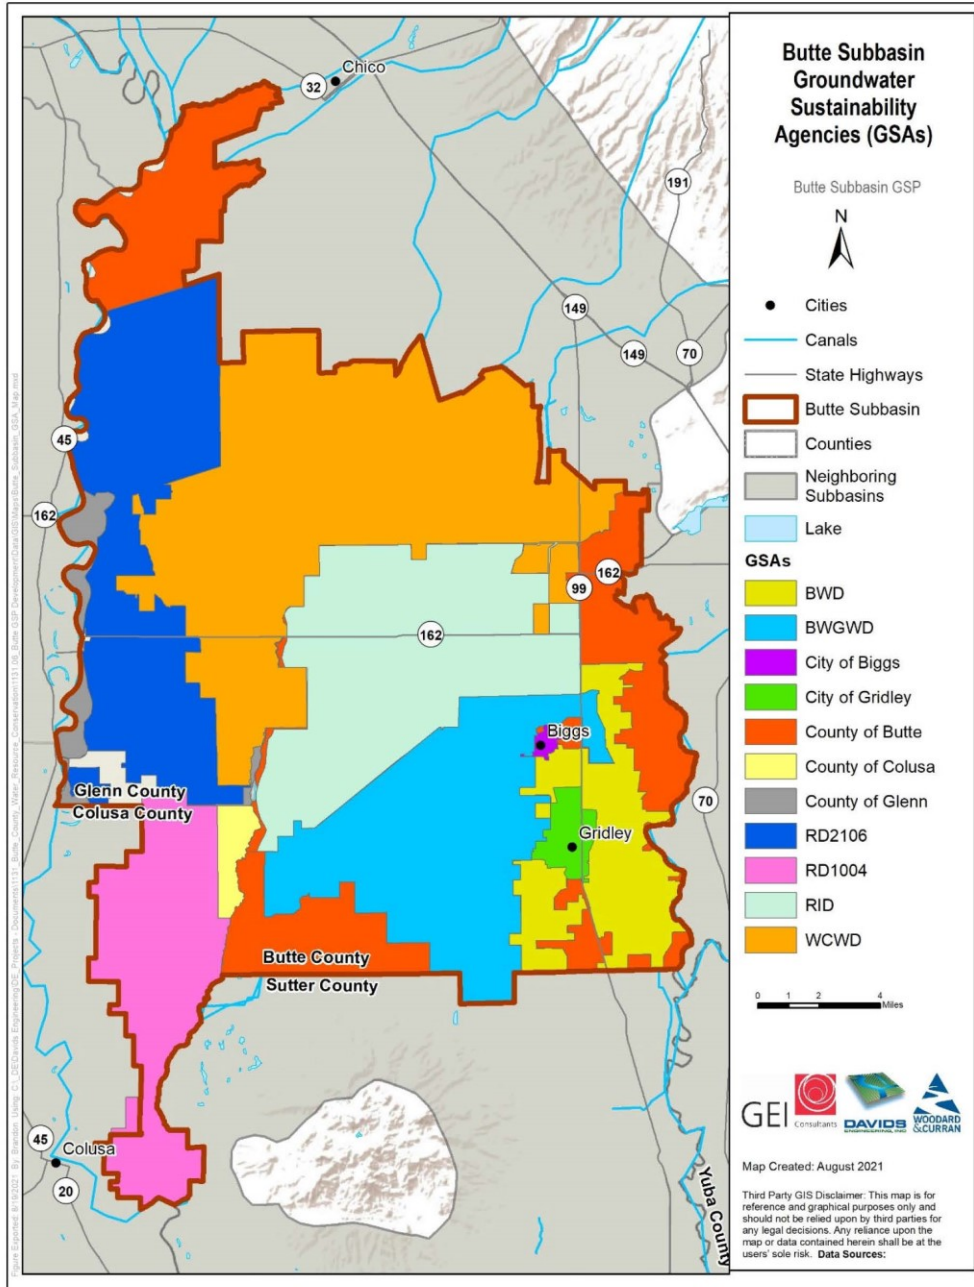 Butte Subbasin
Groundwater
Sustainability
Agencies (GSAs)
Butte Subbasin GSP
N
Cities
Canals
State Highways
Butte Subbasin
Counties
Neighboring
Subbasins
Lake
GSAs
BWD
BWGWD
City of Biggs
City of Gridley
County of Butte
County of Colusa
County of Glenn
RD2106
RD1004
RID
WCWD
0 1 2 4
Miles
GEI
Consultants
DAVIDS
ENGINEERING, INC
WOODARD
&CURRAN
Map Created: August 2021
Third Party GIS Disclaimer: This map is for
reference and graphical purposes only and
should not be relied upon by third parties for
any legal decisions. Any reliance upon the
map or data contained herein shall be at the
users' sole risk. Data Sources:
Chico
32
191
149
149
70
45
162
162
99
162
Biggs
Glenn County
Colusa County
70
Gridley
Butte County
Sutter County
45
Colusa
20
Yuba County